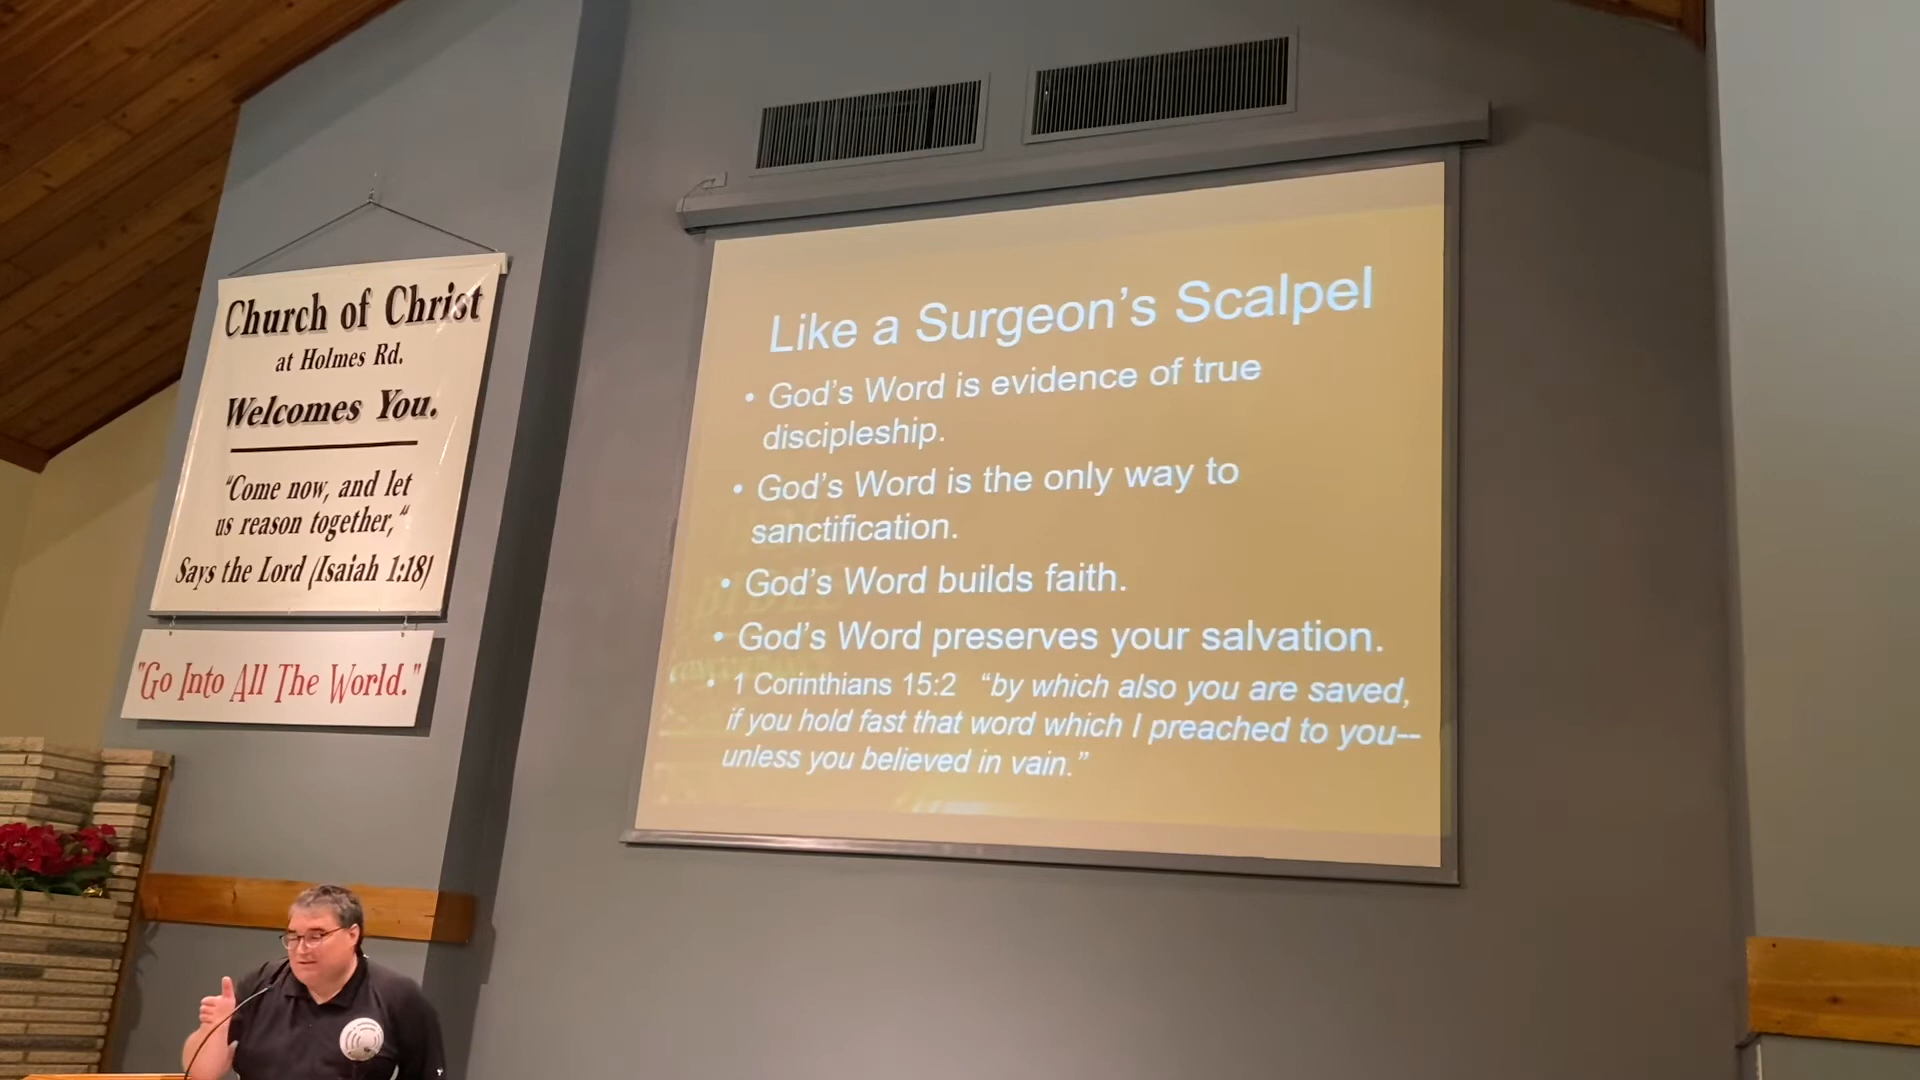 Church of Christ
at Holmes Rd.
Welcomes You.
"Come now, and let
us reason together,"
Says the Lord (Isaiah 1:18)
"Go Into All The World."
Like a Surgeon's Scalpel
• God's Word is evidence of true
discipleship.
• God's Word is the only way to
sanctification.
• God's Word builds faith.
• God's Word preserves your salvation.
• 1 Corinthians 15:2 “by which also you are saved,
if you hold fast that word which I preached to you--
unless you believed in vain.”